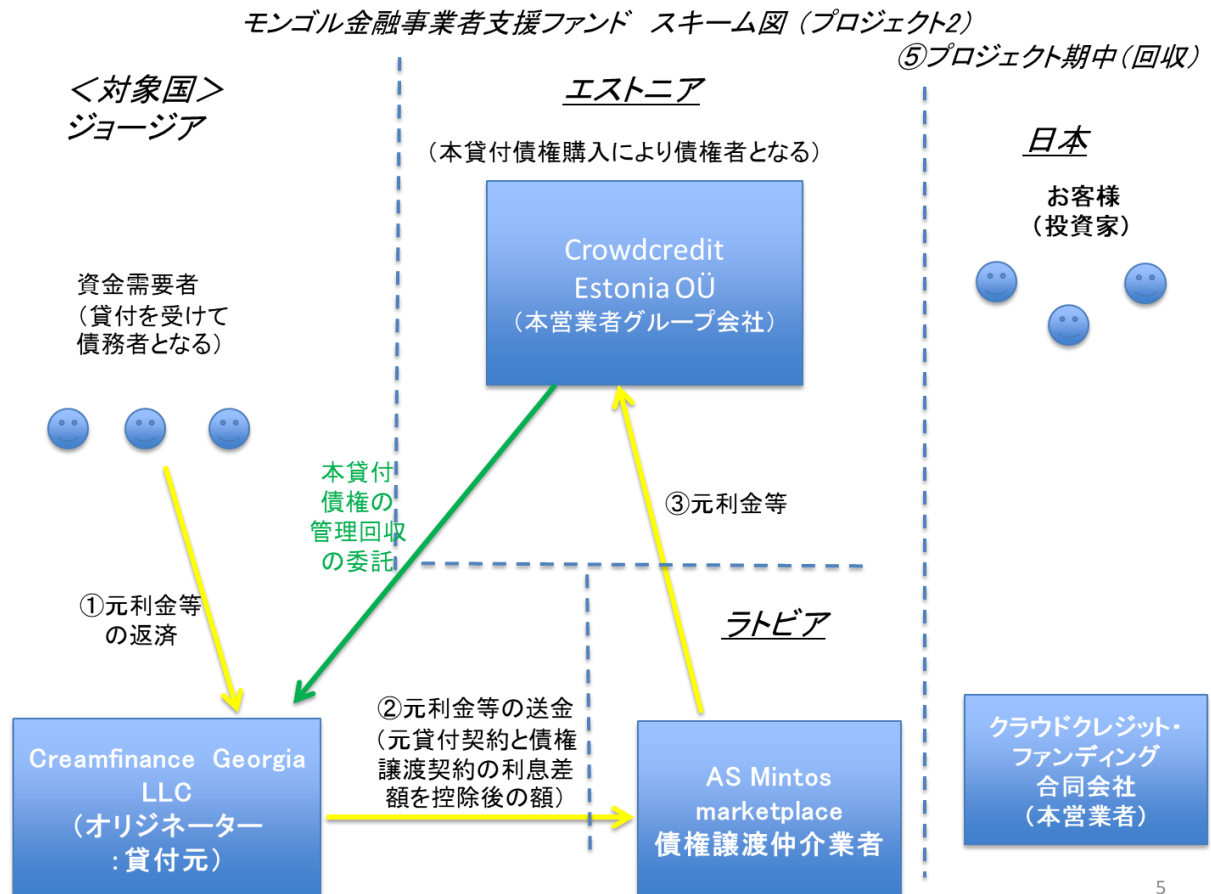 モンゴル金融事業者支援ファンド　スキーム図（プロジェクト2）
⑤プロジェクト期中（回収）
＜対象国＞
ジョージア
エストニア
（本貸付債権購入により債権者となる）
日本
お客様
（投資家）
Crowdcredit
Estonia OÜ
（本営業者グループ会社）
資金需要者
（貸付を受けて
債務者となる）
本貸付
債権の
管理回収
の委託
③元利金等
①元利金等
の返済
ラトビア
②元利金等の送金
（元貸付契約と債権
譲渡契約の利息差
額を控除後の額）
Creamfinance　Georgia
LLC
（オリジネーター
：貸付元）
AS Mintos
marketplace
債権譲渡仲介業者
クラウドクレジット・
ファンディング
合同会社
（本営業者）
5